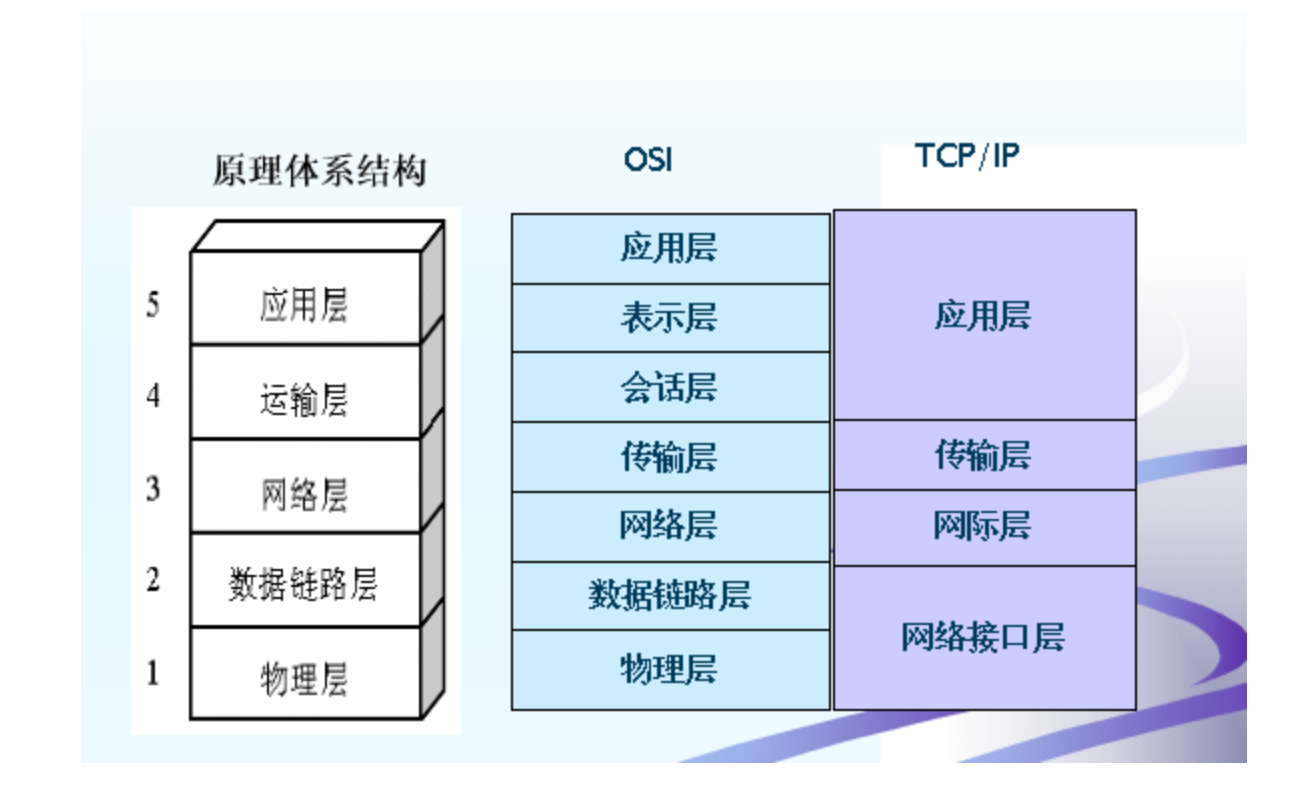 原理体系结构
5 应用层
4 运输层
3 网络层
2 数据链路层
1 物理层
OSI
应用层
表示层
会话层
传输层
网络层
数据链路层
物理层
TCP/IP
应用层
传输层
网际层
网络接口层